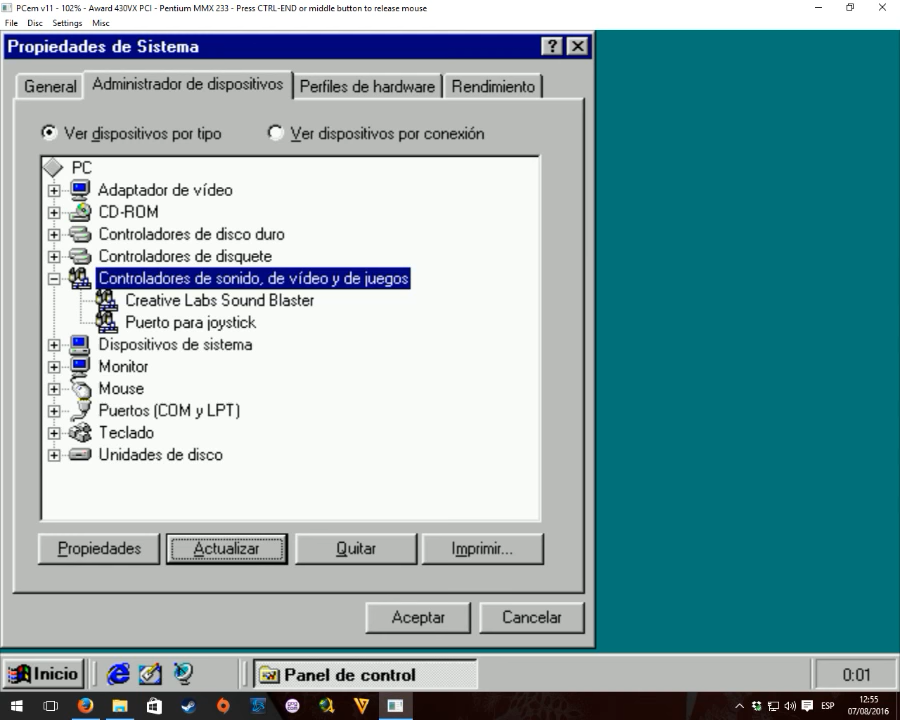 PCem v11 - 102% - Award 430VX PCI - Pentium MMX 233 - Press CTRL-END or middle button to release mouse
File Disc Settings Misc
Propiedades de Sistema
General Administrador de dispositivos Perfiles de hardware Rendimiento
Ver dispositivos por tipo Ver dispositivos por conexión
PC
Adaptador de vídeo
CD-ROM
Controladores de disco duro
Controladores de disquete
Controladores de sonido, de vídeo y de juegos
Creative Labs Sound Blaster
Puerto para joystick
Dispositivos de sistema
Monitor
Mouse
Puertos (COM y LPT)
Teclado
Unidades de disco
Propiedades Actualizar Quitar Imprimir...
Aceptar Cancelar
Inicio Panel de control 0:01
ESP 12:55
07/08/2016